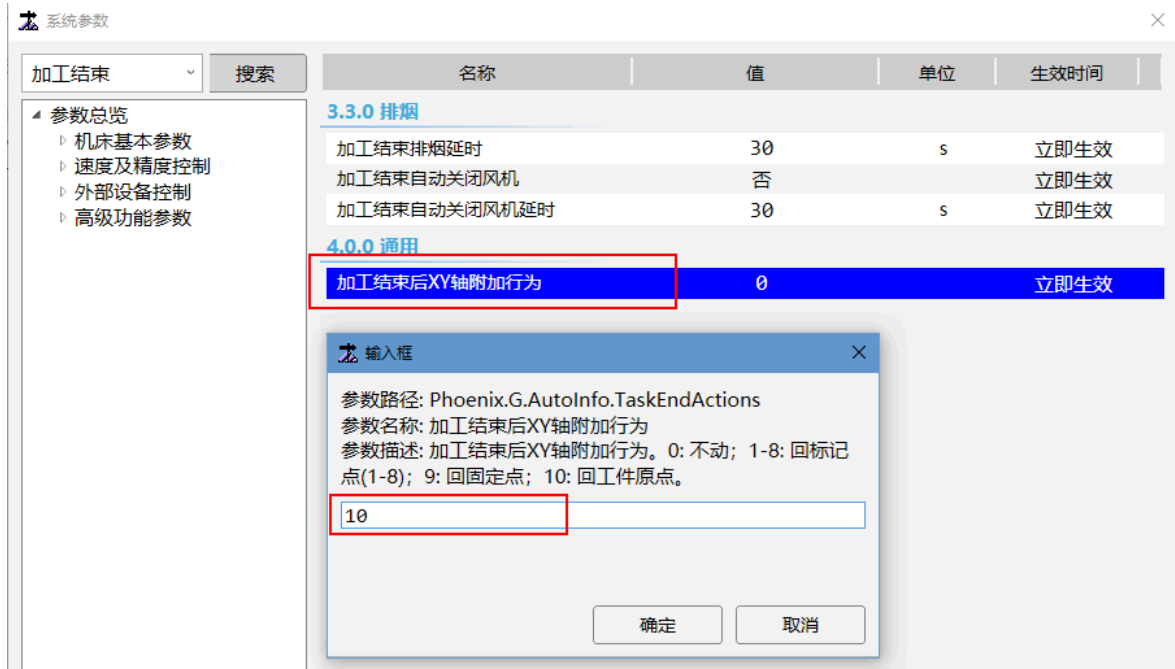 系统参数
加工结束 搜索
名称 值 单位 生效时间
参数总览
机床基本参数
速度及精度控制
外部设备控制
高级功能参数
3.3.0 排烟
加工结束排烟延时 30 s 立即生效
加工结束自动关闭风机 否 立即生效
加工结束自动关闭风机延时 30 s 立即生效
4.0.0 通用
加工结束后XY轴附加行为 0 立即生效
输入框
参数路径: Phoenix.G.AutoInfo.TaskEndActions
参数名称: 加工结束后XY轴附加行为
参数描述: 加工结束后XY轴附加行为。0: 不动；1-8: 回标记
点(1-8)；9: 回固定点；10: 回工件原点。
10
确定 取消